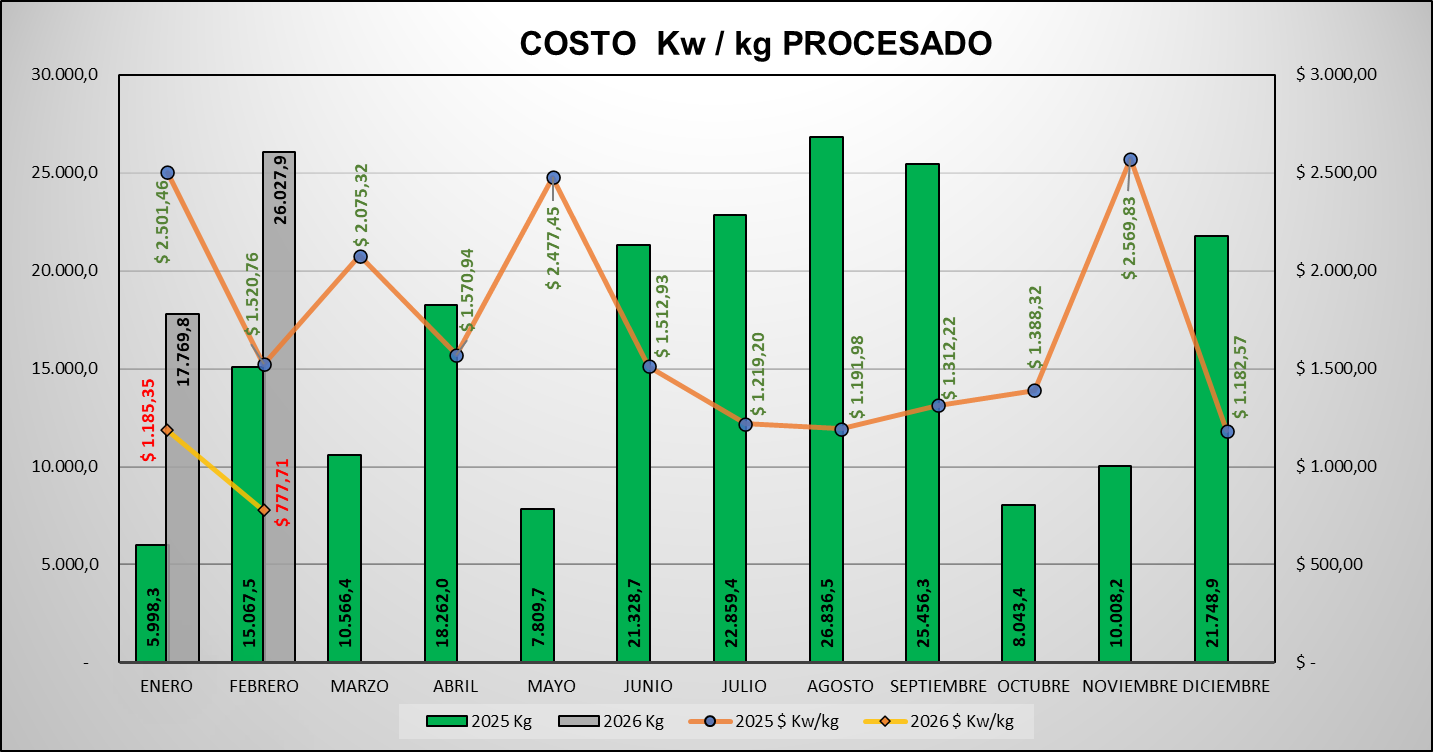 COSTO  Kw / kg PROCESADO
30.000,0
25.000,0
20.000,0
15.000,0
10.000,0
5.000,0
-
$ 3.000,00
$ 2.500,00
$ 2.000,00
$ 1.500,00
$ 1.000,00
$ 500,00
$ -
$ 2.501,46
$ 1.520,76
$ 2.075,32
$ 1.570,94
$ 2.477,45
$ 1.512,93
$ 1.219,20
$ 1.191,98
$ 1.312,22
$ 1.388,32
$ 2.569,83
$ 1.182,57
$ 1.185,35
$ 777,71
17.769,8
26.027,9
5.998,3
15.067,5
10.566,4
18.262,0
7.809,7
21.328,7
22.859,4
26.836,5
25.456,3
8.043,4
10.008,2
21.748,9
ENERO
FEBRERO
MARZO
ABRIL
MAYO
JUNIO
JULIO
AGOSTO
SEPTIEMBRE
OCTUBRE
NOVIEMBRE
DICIEMBRE
2025 Kg
2026 Kg
2025 $ Kw/kg
2026 $ Kw/kg